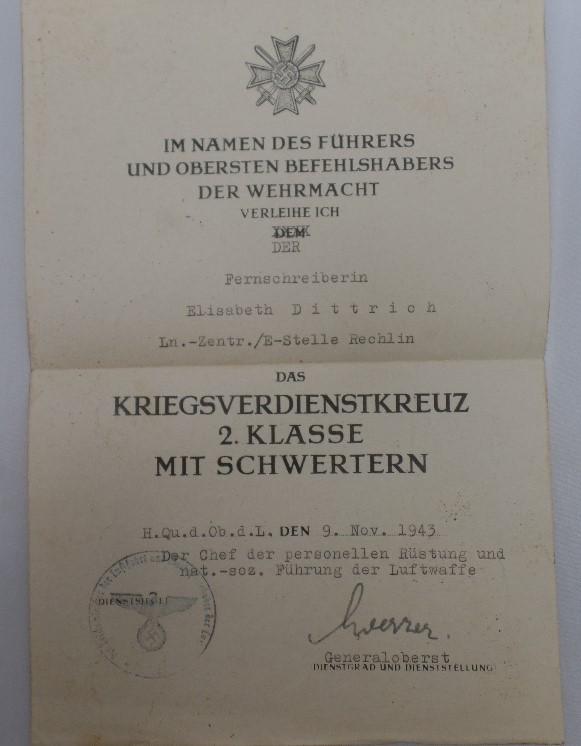 IM NAMEN DES FÜHRERS
UND OBERSTEN BEFEHLSHABERS
DER WEHRMACHT
VERLEIHE ICH
DEM
DER
Fernschreiberin
Elisabeth Dittrich
Ln.-Zentr./E-Stelle Rechlin
DAS
KRIEGSVERDIENSTKREUZ
2. KLASSE
MIT SCHWERTERN
H.Qu.d.Ob.d.L. DEN 9. Nov. 1943
Der Chef der personellen Rüstung und
nat.-soz. Führung der Luftwaffe
DIENSTSIEGEL
Generaloberst
DIENSTGRAD UND DIENSTSTELLUNG